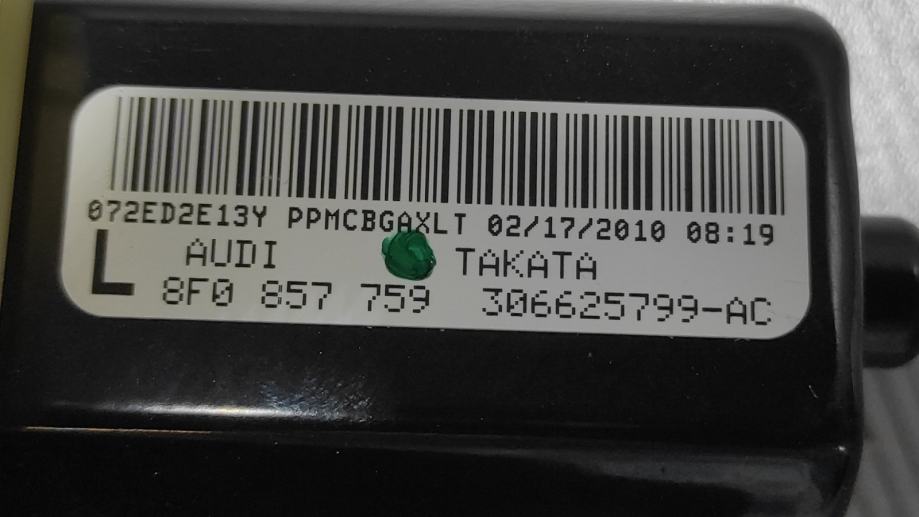 072ED2E13Y PPMCBGAXLT 02/17/2010 08:19
L AUDI TAKATA
8F0 857 759 306625799-AC